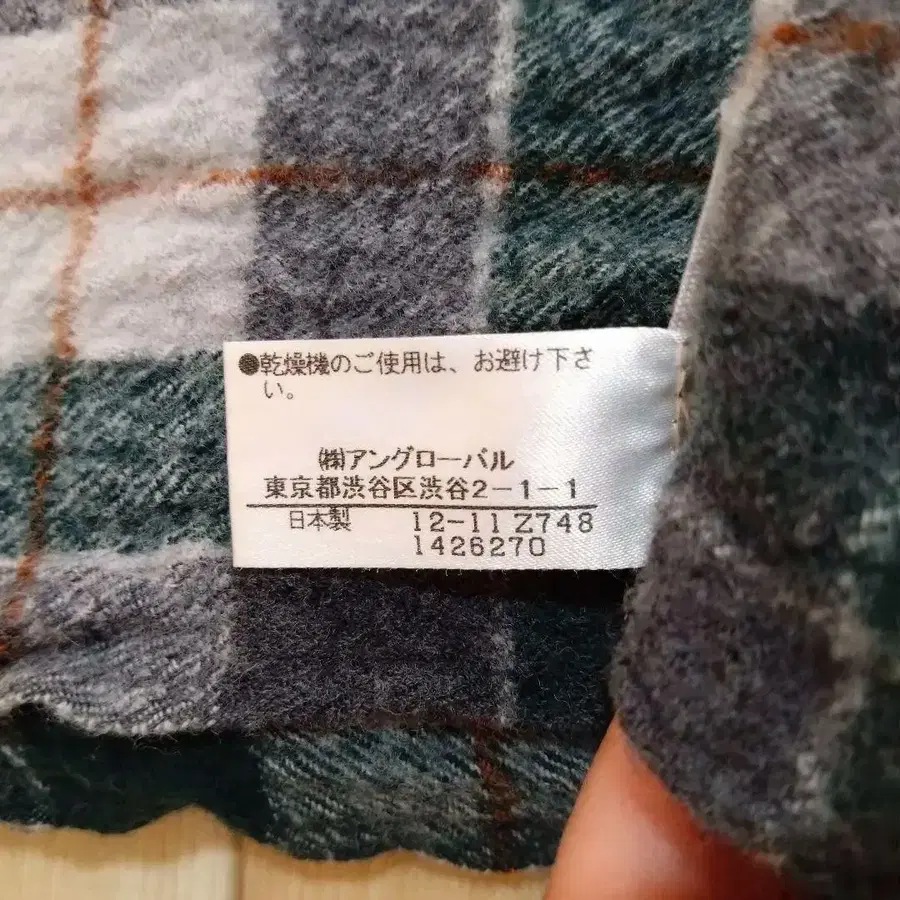 ●乾燥機のご使用は、お避け下さ
い。
㈱アングローバル
東京都渋谷区渋谷2-1-1
日本製 12-11 Z748
1426270